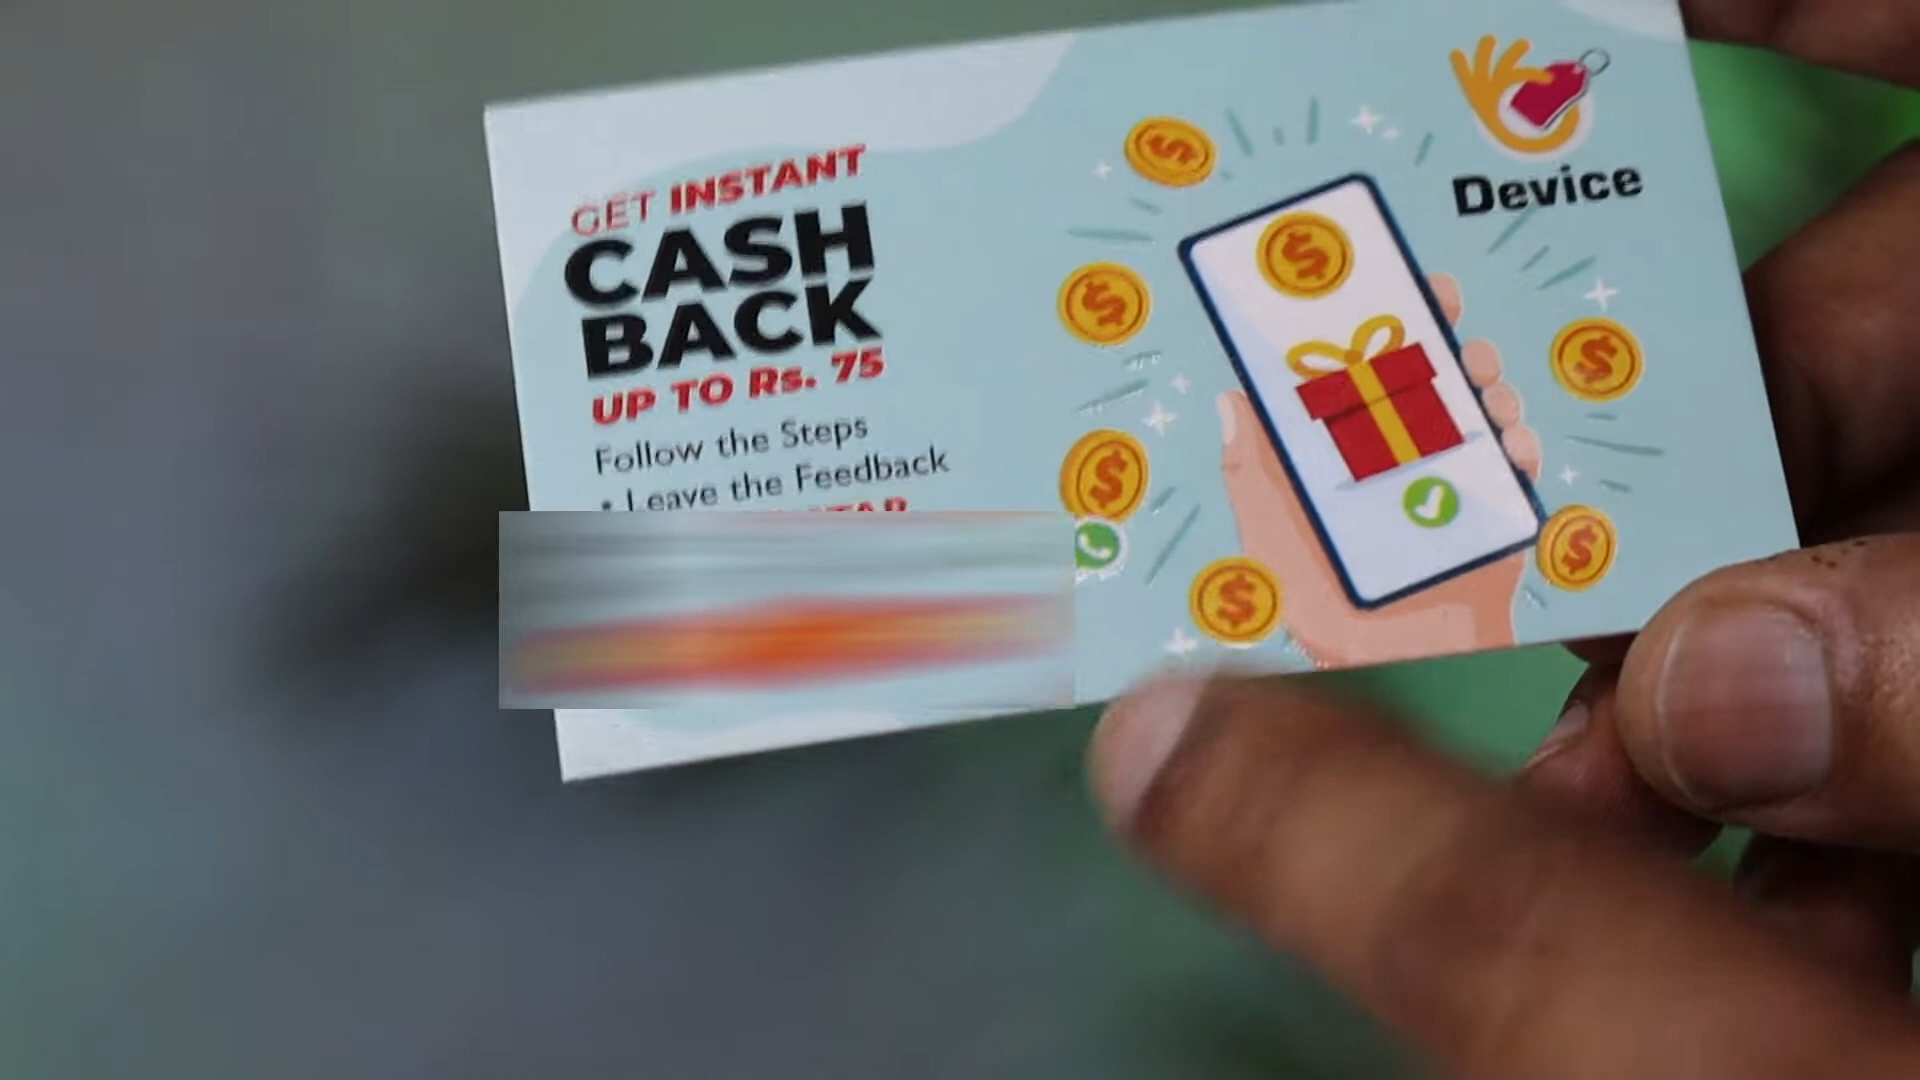 GET INSTANT
CASH
BACK
UP TO Rs. 75
Follow the Steps
• Leave the Feedback
Device